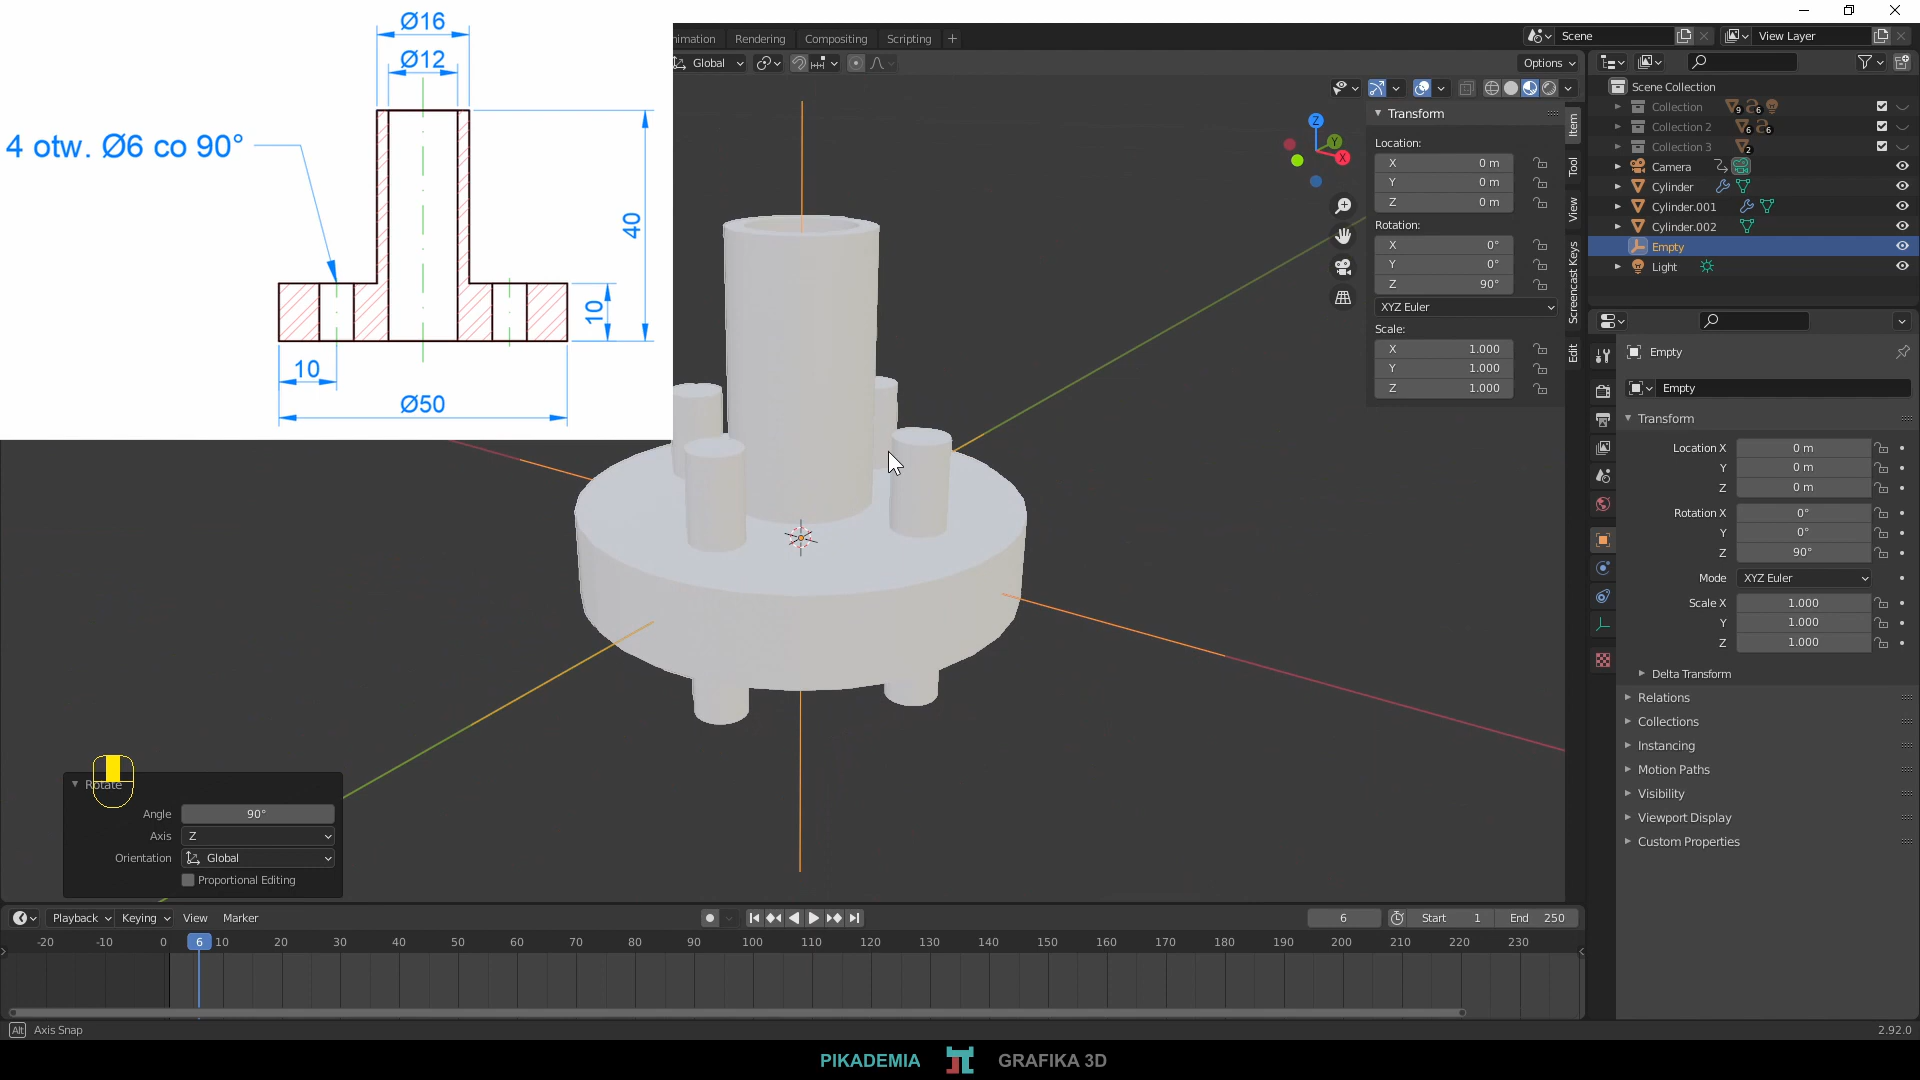 Ø16
Ø12
4 otw. Ø6 co 90°
40
10
10
Ø50
nimation
Rendering
Compositing
Scripting
+
Scene
View Layer
Global
Options
Z
Y
X
Transform
Location:
X 0 m
Y 0 m
Z 0 m
Rotation:
X 0°
Y 0°
Z 90°
XYZ Euler
Scale:
X 1.000
Y 1.000
Z 1.000
Item
Tool
View
Screencast Keys
Edit
Scene Collection
Collection 9 6
Collection 2 6 6
Collection 3 2
Camera
Cylinder
Cylinder.001
Cylinder.002
Empty
Light
Empty
Empty
Transform
Location X 0 m
Y 0 m
Z 0 m
Rotation X 0°
Y 0°
Z 90°
Mode XYZ Euler
Scale X 1.000
Y 1.000
Z 1.000
Delta Transform
Relations
Collections
Instancing
Motion Paths
Visibility
Viewport Display
Custom Properties
Rotate
Angle 90°
Axis Z
Orientation Global
Proportional Editing
Playback Keying View Marker
6
Start 1
End 250
-20 -10 0 6 10 20 30 40 50 60 70 80 90 100 110 120 130 140 150 160 170 180 190 200 210 220 230
Alt Axis Snap
2.92.0
PIKADEMIA GRAFIKA 3D